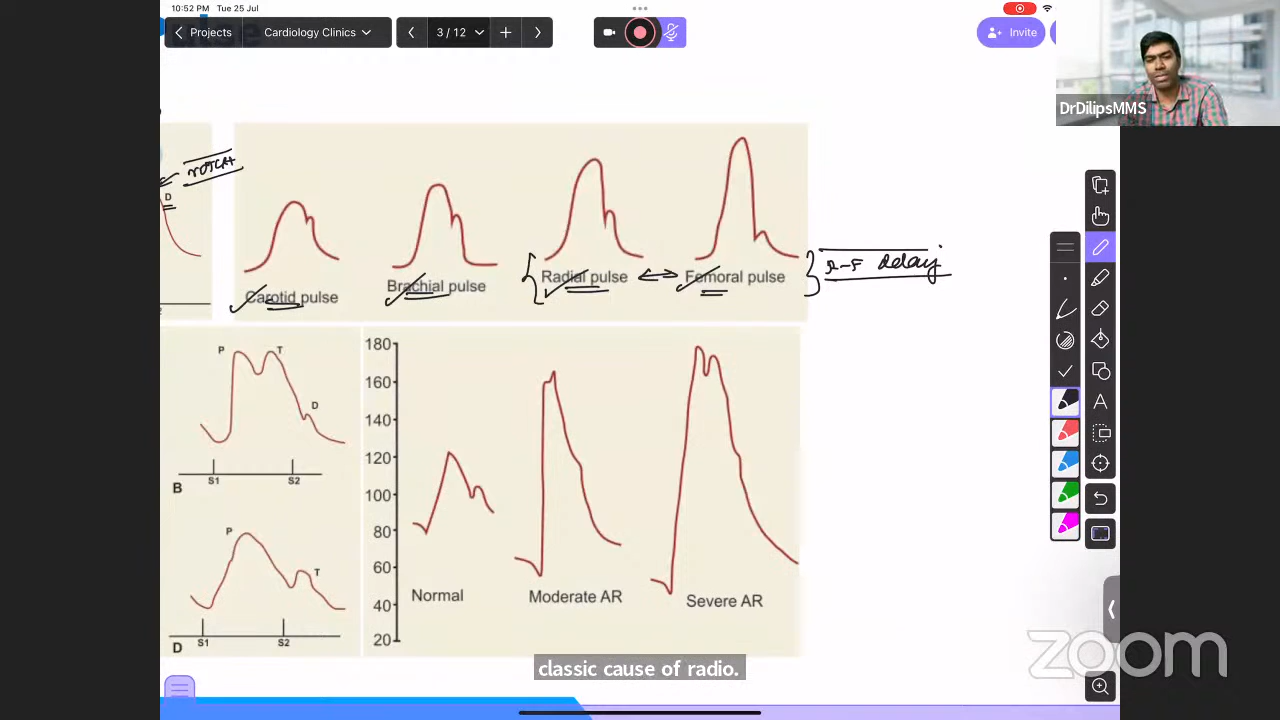 10:52 PM Tue 25 Jul
Projects
Cardiology Clinics
3 / 12
Invite
DrDilipsMMS
NOTCH
D
Carotid pulse
Brachial pulse
Radial pulse
Femoral pulse
R-F delay
P
T
D
S1
S2
B
P
T
S1
S2
D
180
160
140
120
100
80
60
40
20
Normal
Moderate AR
Severe AR
A
classic cause of radio.
zoom